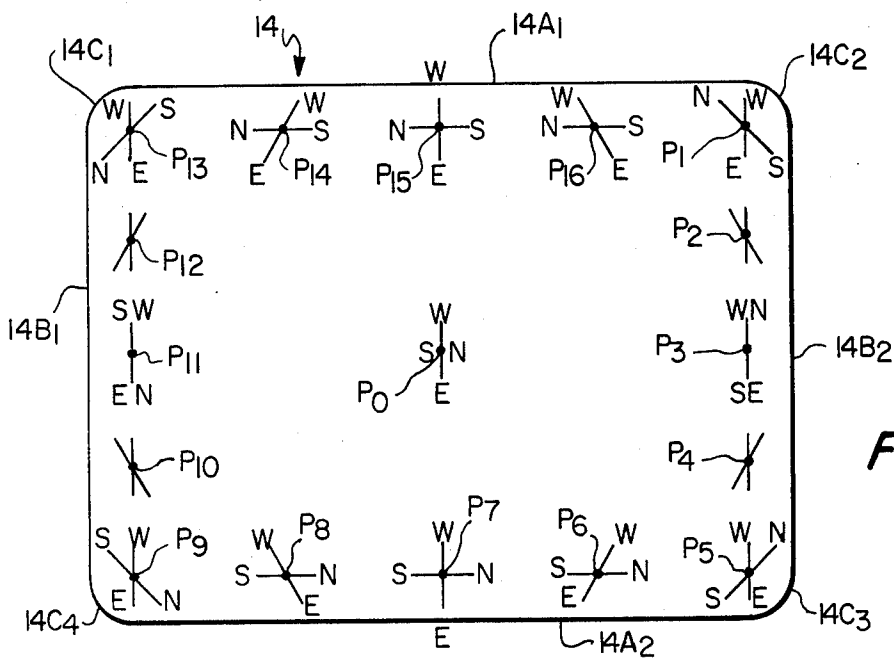 14C1 14 14A1 14C2
W
W S W W N W
N S N S N S
P13 P14 P15 P16 P1
N E E E E E S
P12 P2
SW W WN
14B1 P11 S N P3 14B2
EN P0 E SE
P10 P4 F
S W P9 W P8 W P7 P6 W W N
S N S N S N P5
E N E E S E
14C4 E 14A2 14C3